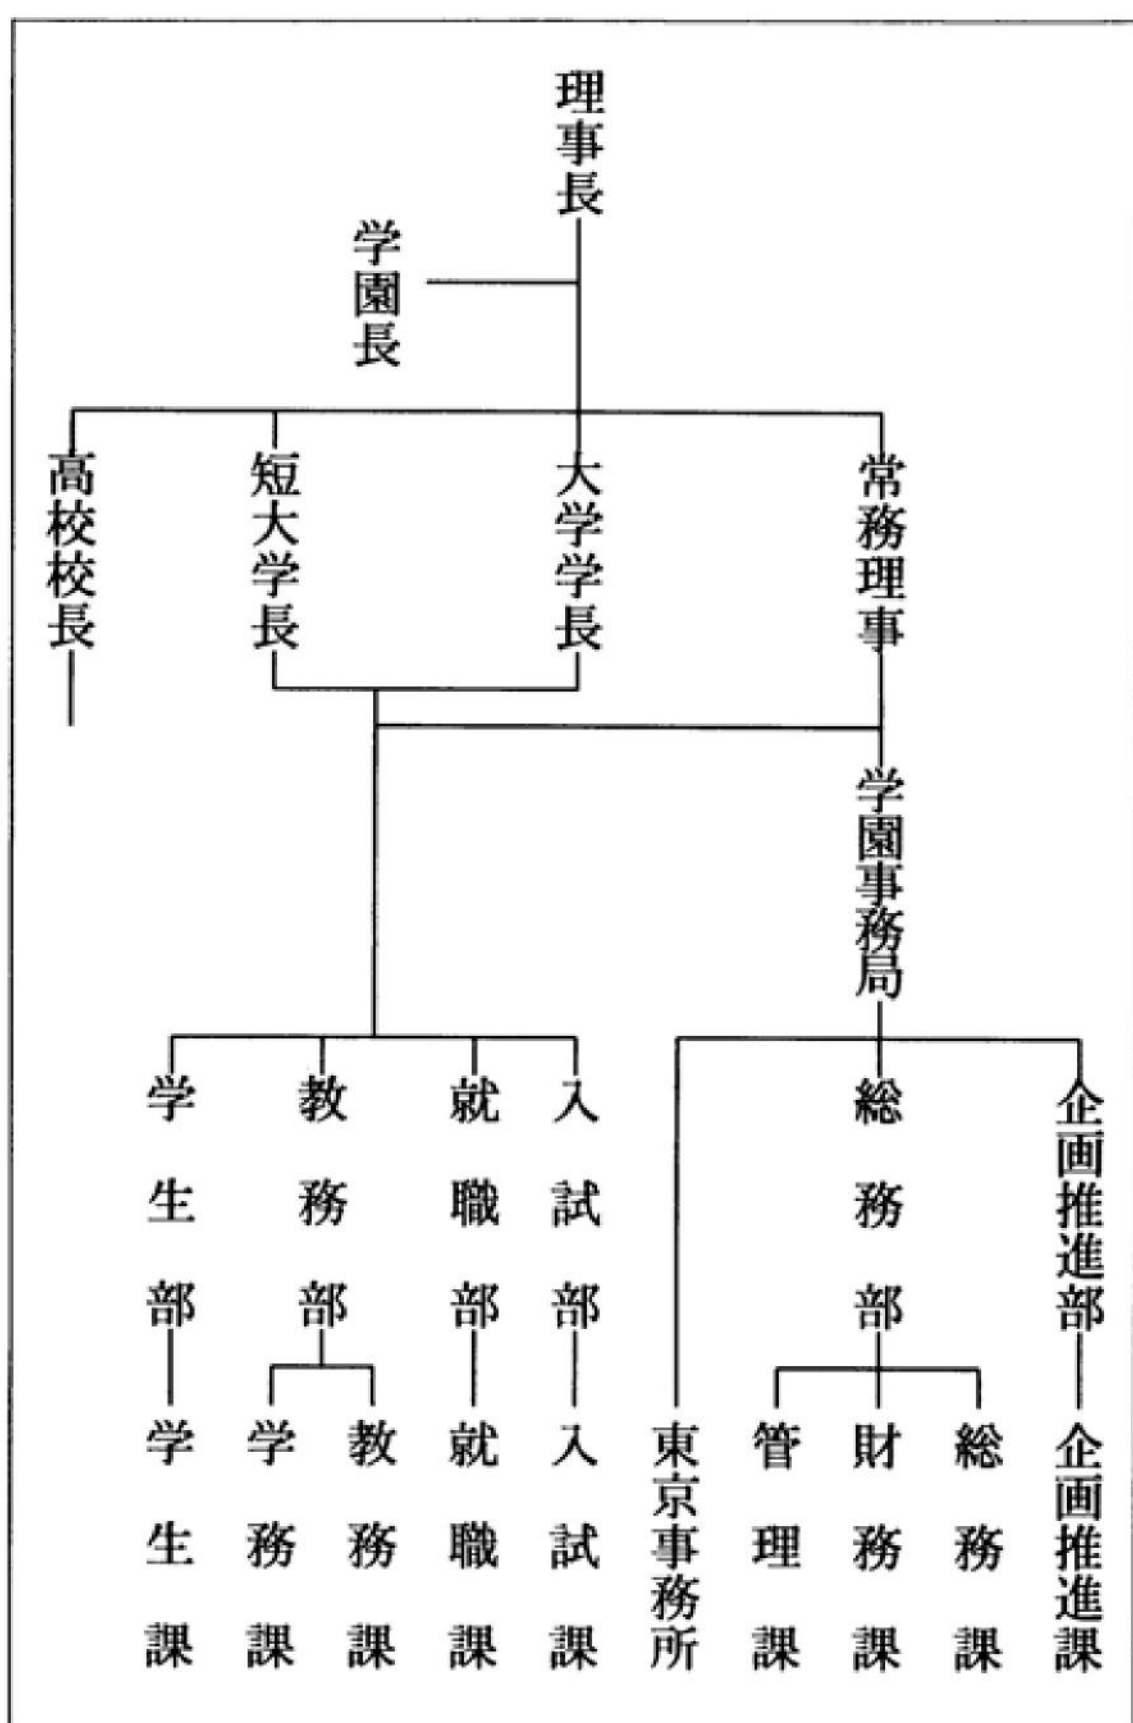 理事長
学園長
常務理事
大学学長
短大学長
高校校長
学園事務局
企画推進部
総務部
入試部
就職部
教務部
学生部
企画推進課
総務課
財務課
管理課
東京事務所
入試課
就職課
教務課
学務課
学生課